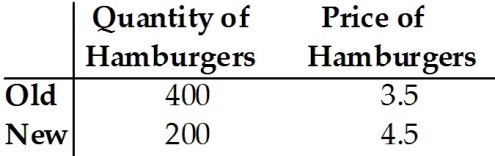 Quantity of Price of
Hamburgers Hamburgers
Old 400 3.5
New 200 4.5